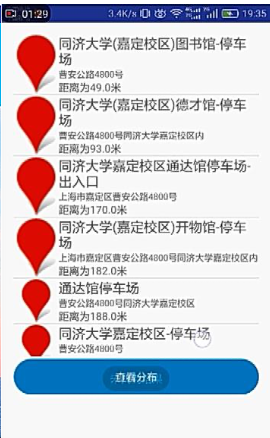 01:29 3.4K/s 19:35
同济大学(嘉定校区)图书馆-停车
场
曹安公路4800号
距离为49.0米
同济大学(嘉定校区)德才馆-停车
场
曹安公路4800号同济大学嘉定校区内
距离为93.0米
同济大学嘉定校区通达馆停车场-
出入口
上海市嘉定区曹安公路4800号
距离为170.0米
同济大学(嘉定校区)开物馆-停车
场
上海市嘉定区曹安公路4800号同济大学嘉定校区内
距离为182.0米
通达馆停车场
曹安公路4800号同济大学嘉定校区
距离为188.0米
同济大学嘉定校区-停车场
曹安公路4800号
查看分布